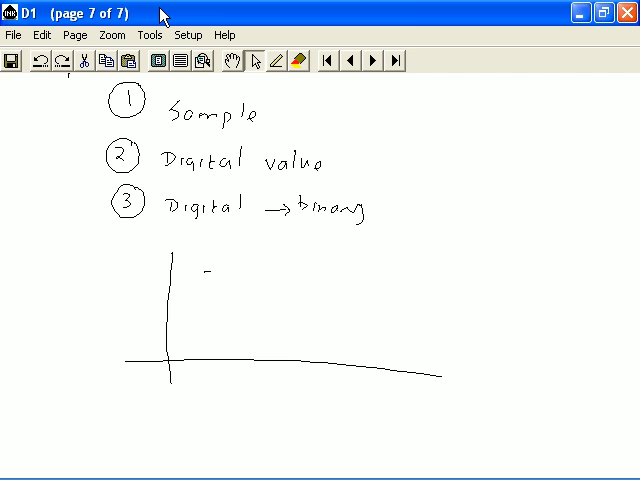 INK D1 (page 7 of 7)
File Edit Page Zoom Tools Setup Help
1 Sample
2 Digital value
3 Digital → binary